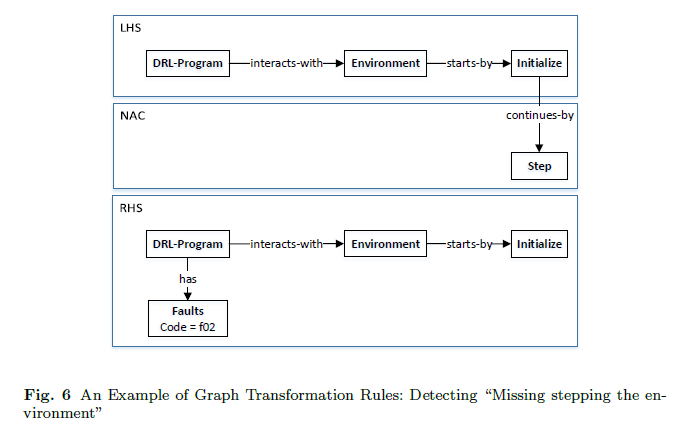 LHS
DRL-Program interacts-with Environment starts-by Initialize
NAC
continues-by
Step
RHS
DRL-Program interacts-with Environment starts-by Initialize
has
Faults
Code = f02
Fig. 6 An Example of Graph Transformation Rules: Detecting “Missing stepping the en-
vironment”